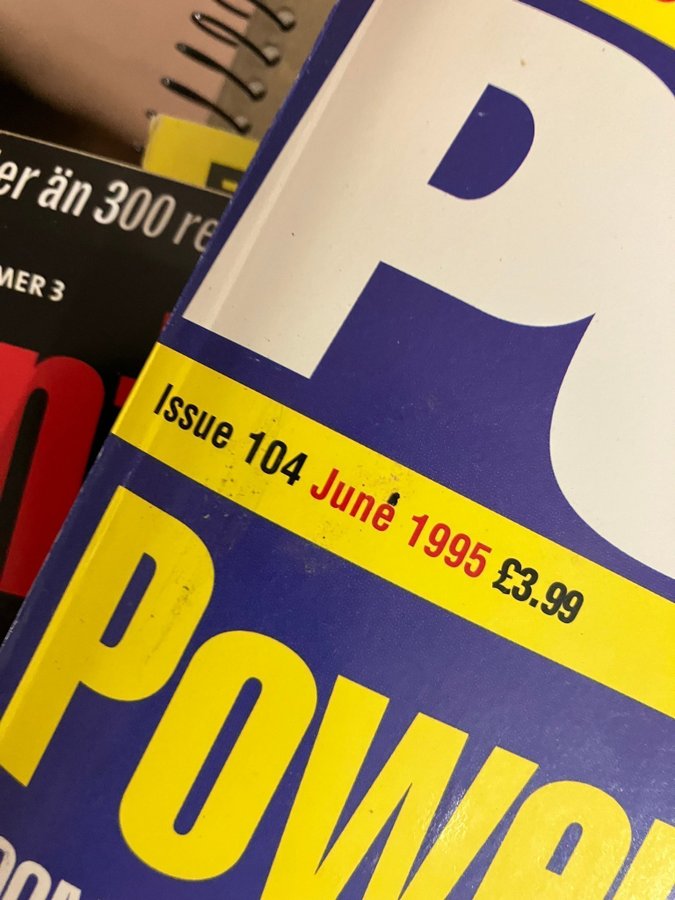 er än 300 re
MER 3
Issue 104 June 1995 £3.99
Powe